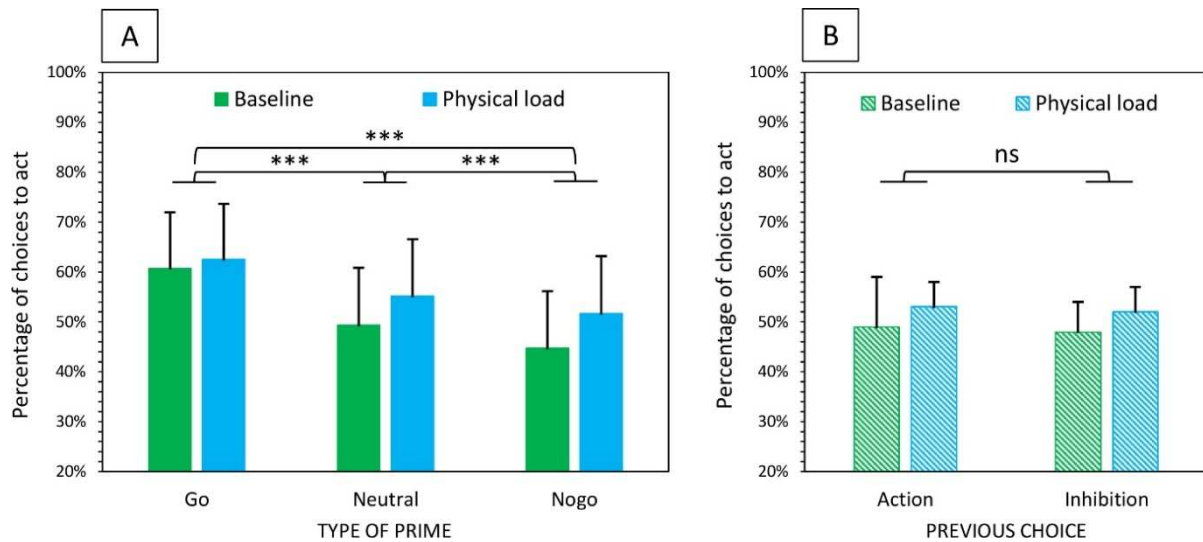 A
Percentage of choices to act
100%
90%
80%
70%
60%
50%
40%
30%
20%
Baseline
Physical load
***
***
***
Go
Neutral
Nogo
TYPE OF PRIME
B
Percentage of choices to act
100%
90%
80%
70%
60%
50%
40%
30%
20%
Baseline
Physical load
ns
Action
Inhibition
PREVIOUS CHOICE